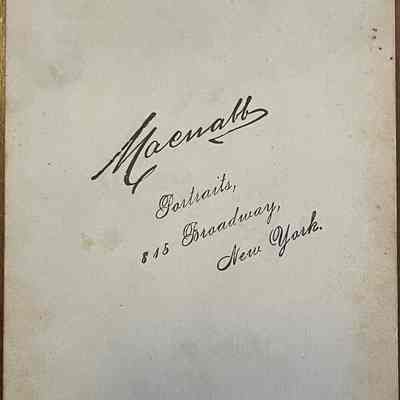 Macnabb
Portraits,
815 Broadway,
New York.